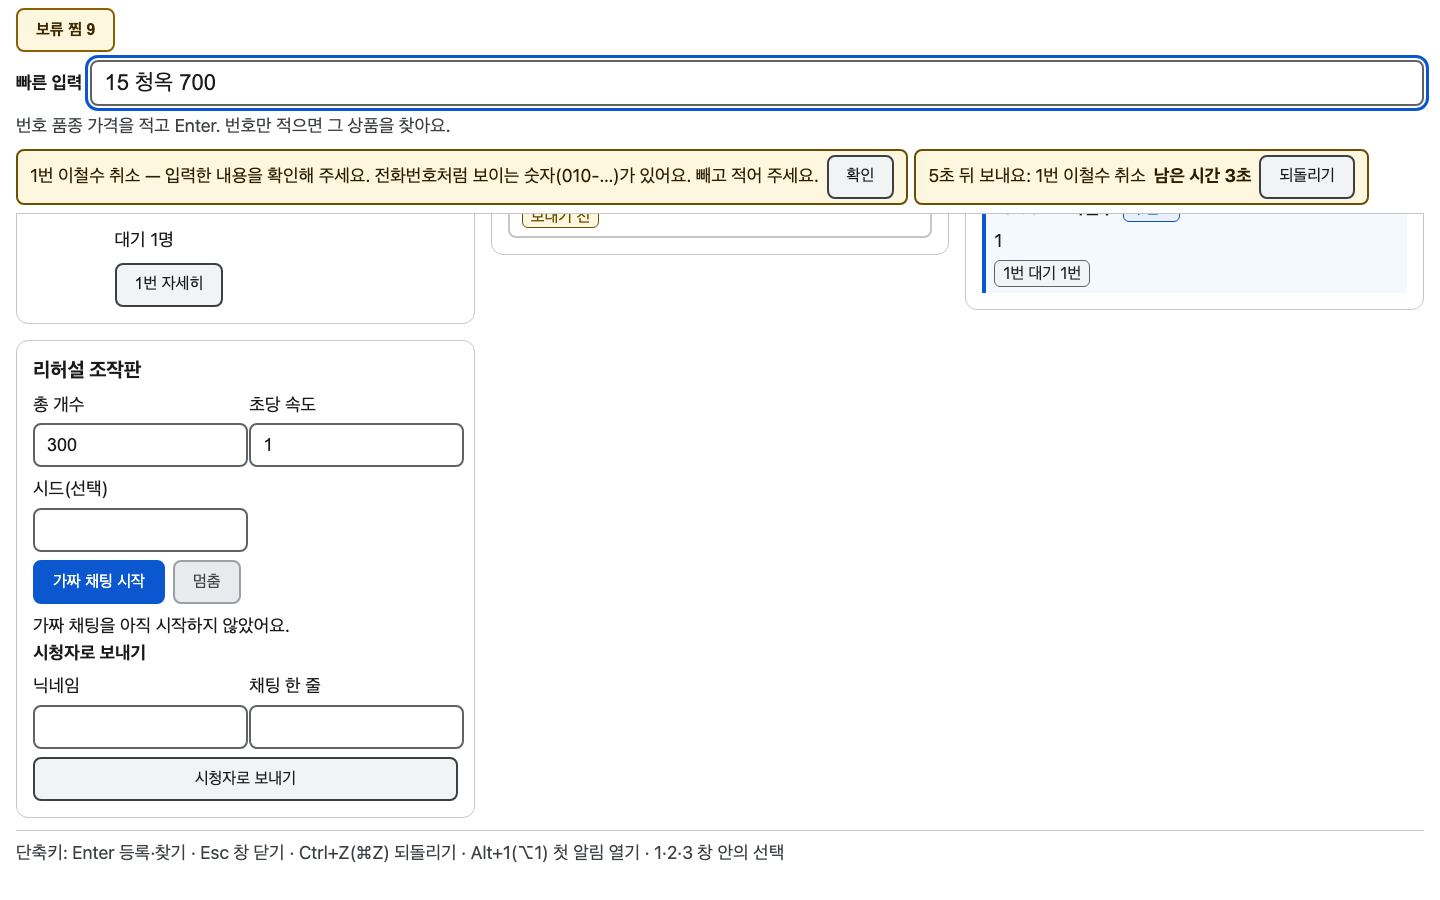 보류 찜 9
빠른 입력
15 청옥 700
번호 품종 가격을 적고 Enter. 번호만 적으면 그 상품을 찾아요.
1번 이철수 취소 — 입력한 내용을 확인해 주세요. 전화번호처럼 보이는 숫자(010-...)가 있어요. 빼고 적어 주세요. 확인
5초 뒤 보내요: 1번 이철수 취소 남은 시간 3초 되돌리기
대기 1명
1번 자세히
보내기 전
1
1번 대기 1번
리허설 조작판
총 개수
초당 속도
300
1
시드(선택)
가짜 채팅 시작
멈춤
가짜 채팅을 아직 시작하지 않았어요.
시청자로 보내기
닉네임
채팅 한 줄
시청자로 보내기
단축키: Enter 등록·찾기 · Esc 창 닫기 · Ctrl+Z(⌘Z) 되돌리기 · Alt+1(⌥1) 첫 알림 열기 · 1·2·3 창 안의 선택